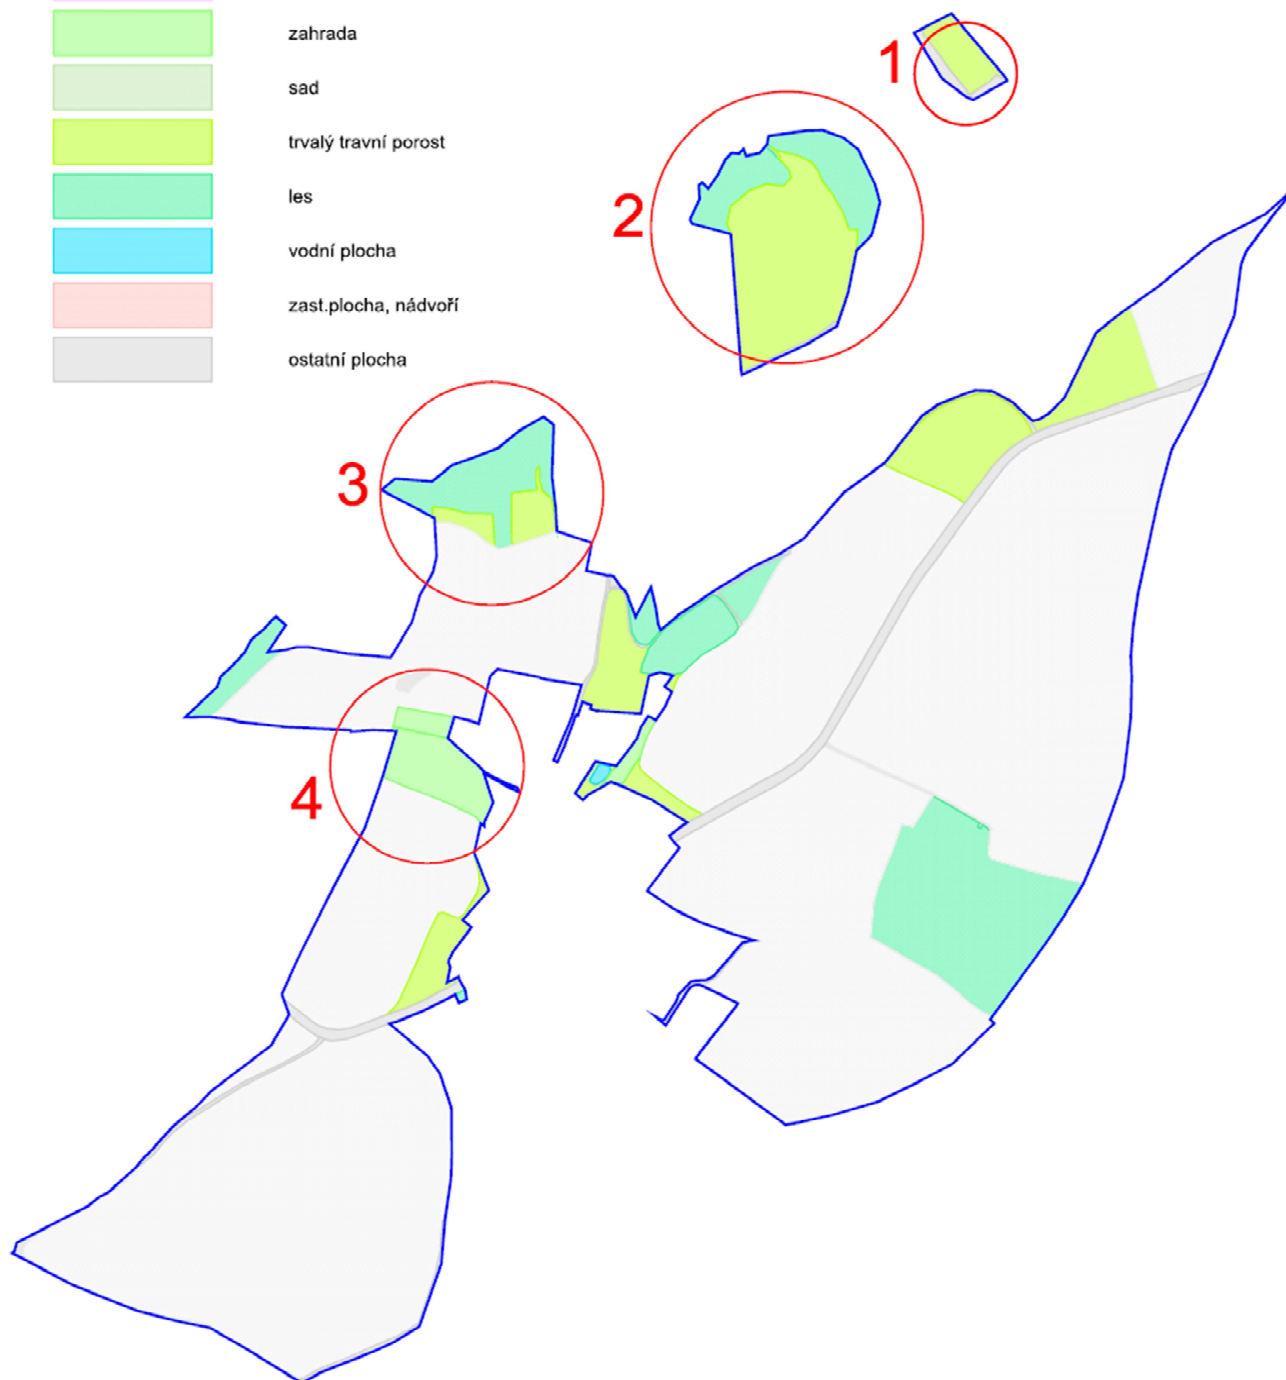 zahrada
sad
trvalý travní porost
les
vodní plocha
zast.plocha, nádvoří
ostatní plocha
1
2
3
4